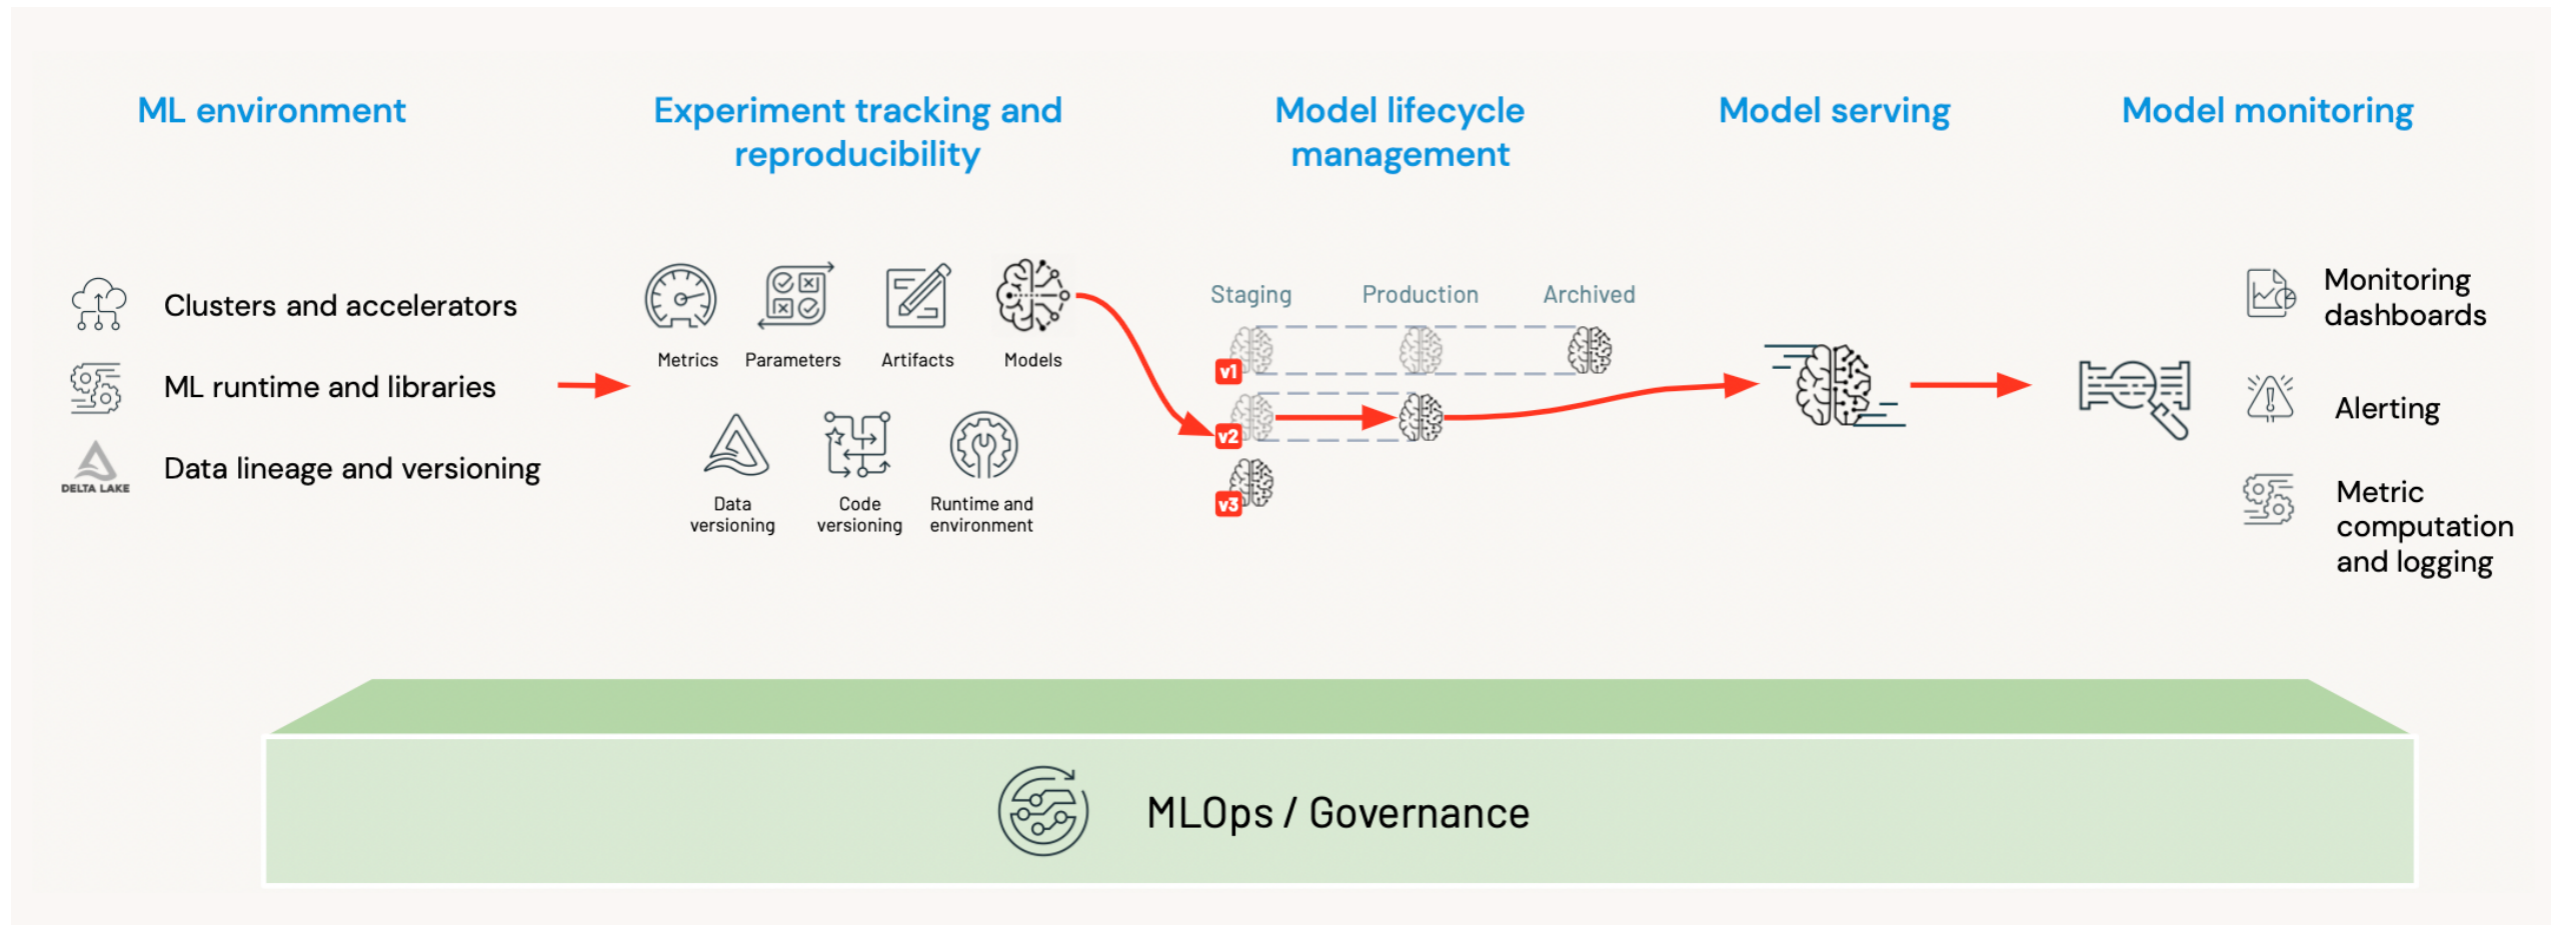 ML environment
Experiment tracking and
reproducibility
Model lifecycle
management
Model serving
Model monitoring
Clusters and accelerators
ML runtime and libraries
DELTA LAKE
Data lineage and versioning
Metrics
Parameters
Artifacts
Models
Data
versioning
Code
versioning
Runtime and
environment
Staging
Production
Archived
v1
v2
v3
Monitoring
dashboards
Alerting
Metric
computation
and logging
MLOps / Governance